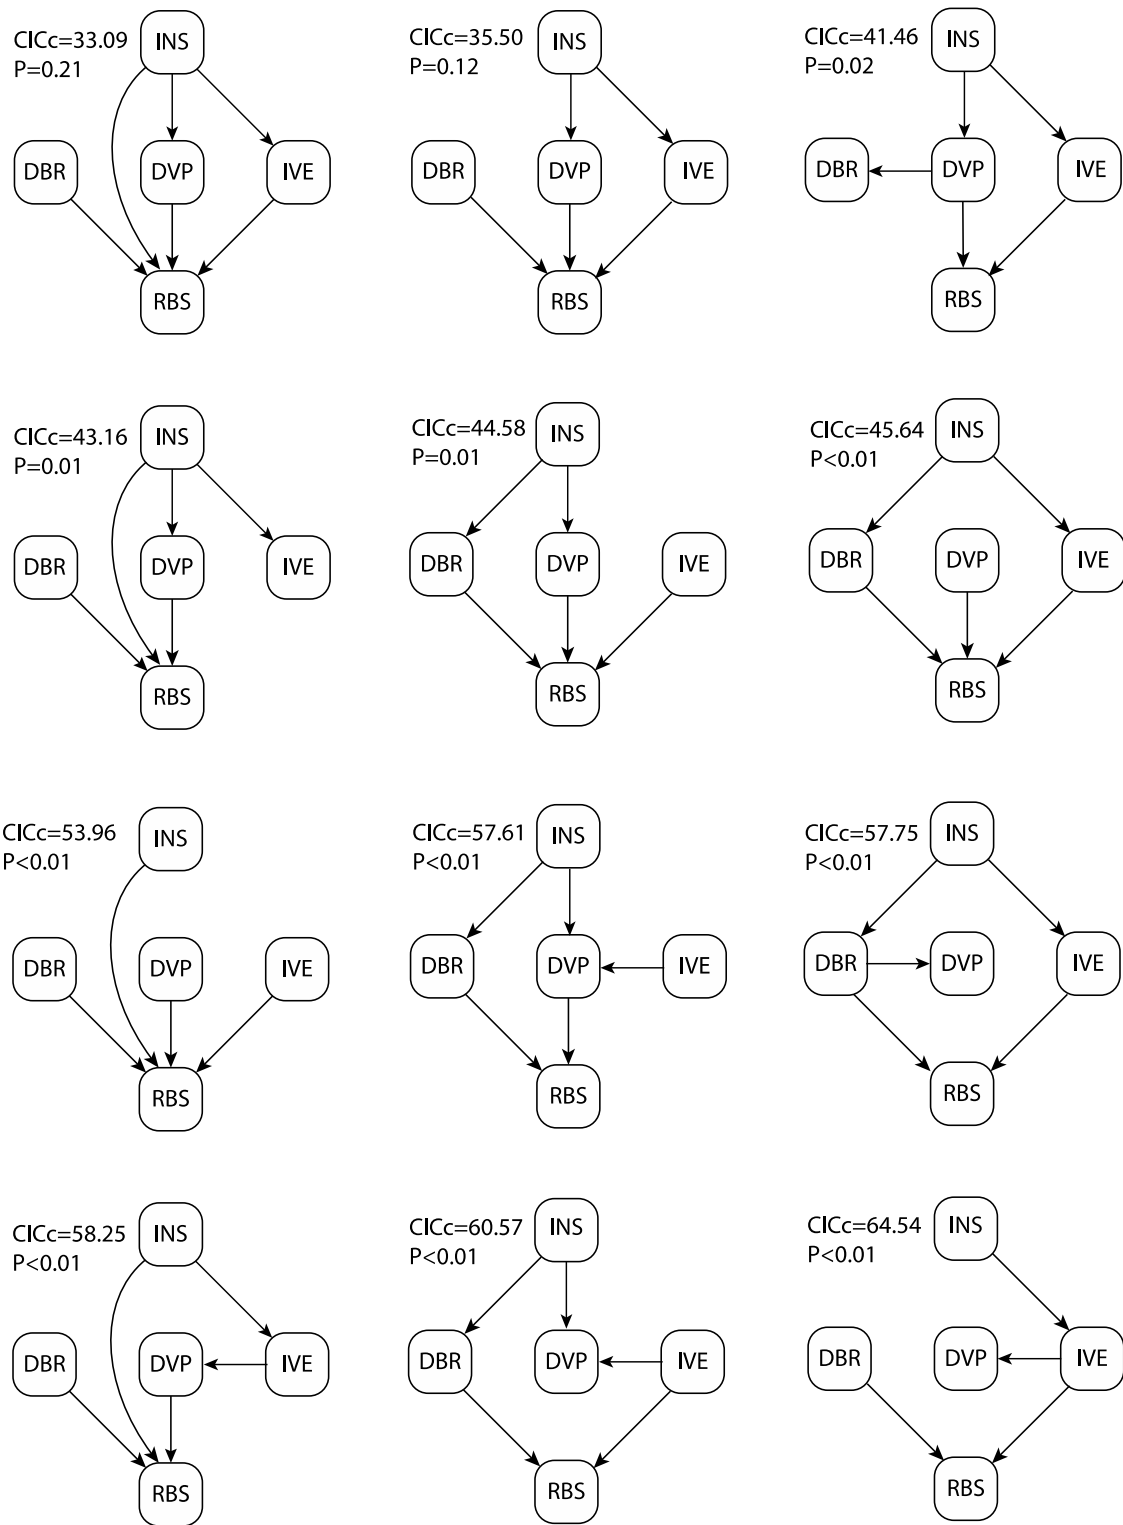 CICc=33.09
P=0.21
INS
DBR
DVP
IVE
RBS
CICc=35.50
P=0.12
INS
DBR
DVP
IVE
RBS
CICc=41.46
P=0.02
INS
DBR
DVP
IVE
RBS
CICc=43.16
P=0.01
INS
DBR
DVP
IVE
RBS
CICc=44.58
P=0.01
INS
DBR
DVP
IVE
RBS
CICc=45.64
P<0.01
INS
DBR
DVP
IVE
RBS
CICc=53.96
P<0.01
INS
DBR
DVP
IVE
RBS
CICc=57.61
P<0.01
INS
DBR
DVP
IVE
RBS
CICc=57.75
P<0.01
INS
DBR
DVP
IVE
RBS
CICc=58.25
P<0.01
INS
DBR
DVP
IVE
RBS
CICc=60.57
P<0.01
INS
DBR
DVP
IVE
RBS
CICc=64.54
P<0.01
INS
DBR
DVP
IVE
RBS